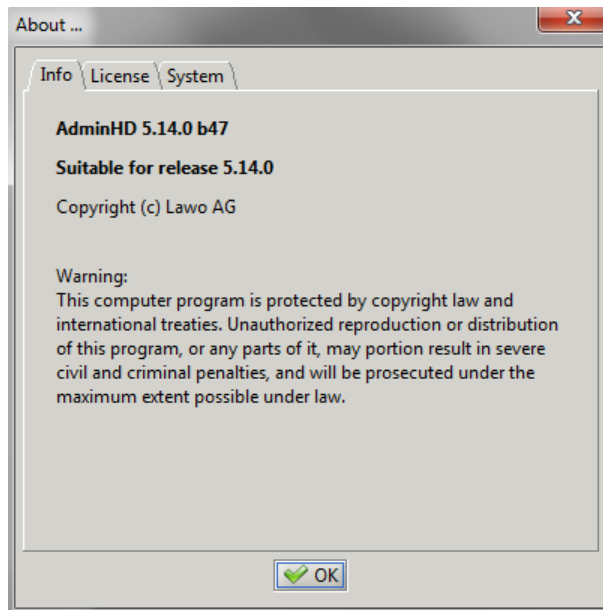 About ...
Info License System
AdminHD 5.14.0 b47
Suitable for release 5.14.0
Copyright (c) Lawo AG
Warning:
This computer program is protected by copyright law and
international treaties. Unauthorized reproduction or distribution
of this program, or any parts of it, may portion result in severe
civil and criminal penalties, and will be prosecuted under the
maximum extent possible under law.
OK